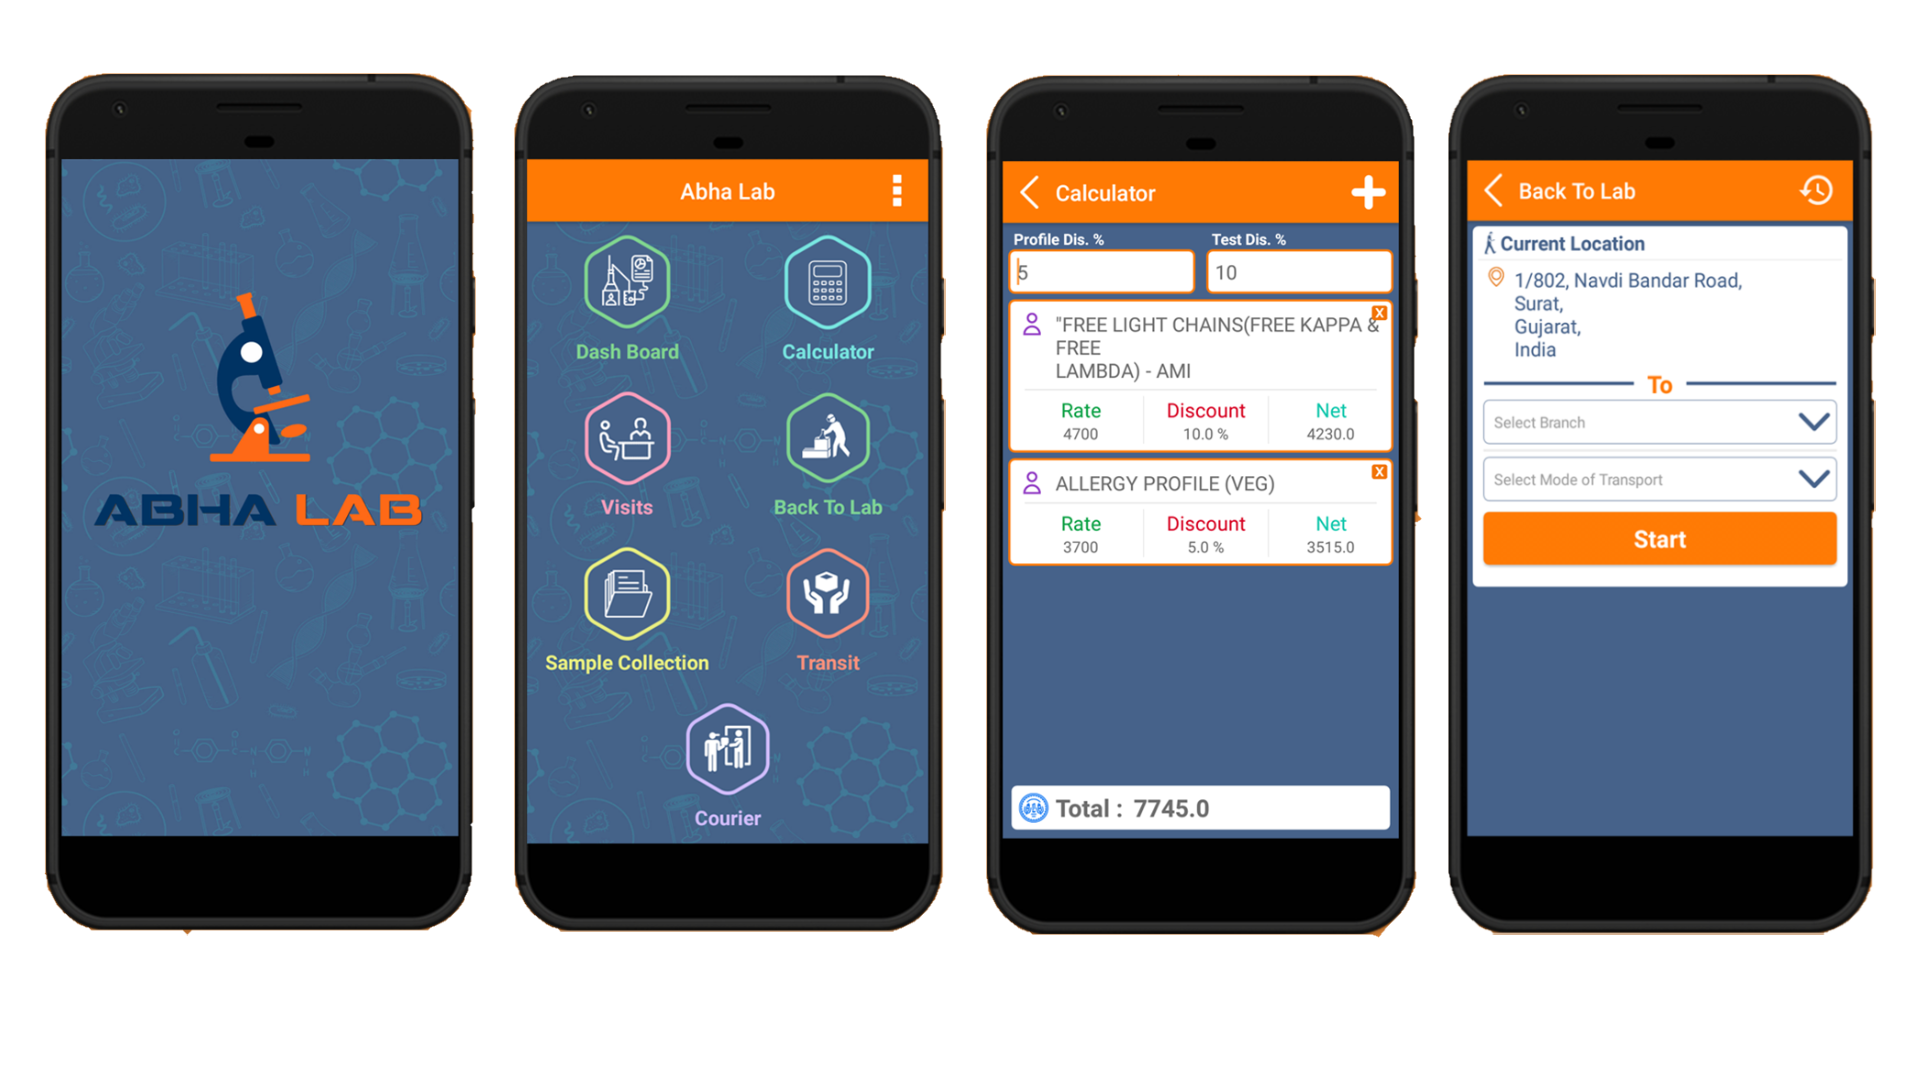 ABHA LAB
Abha Lab
Dash Board
Calculator
Visits
Back To Lab
Sample Collection
Transit
Courier
Calculator
Profile Dis. %
Test Dis. %
5
10
"FREE LIGHT CHAINS(FREE KAPPA &
FREE
LAMBDA) - AMI
Rate
Discount
Net
4700
10.0 %
4230.0
ALLERGY PROFILE (VEG)
Rate
Discount
Net
3700
5.0 %
3515.0
Total : 7745.0
Back To Lab
Current Location
1/802, Navdi Bandar Road,
Surat,
Gujarat,
India
To
Select Branch
Select Mode of Transport
Start